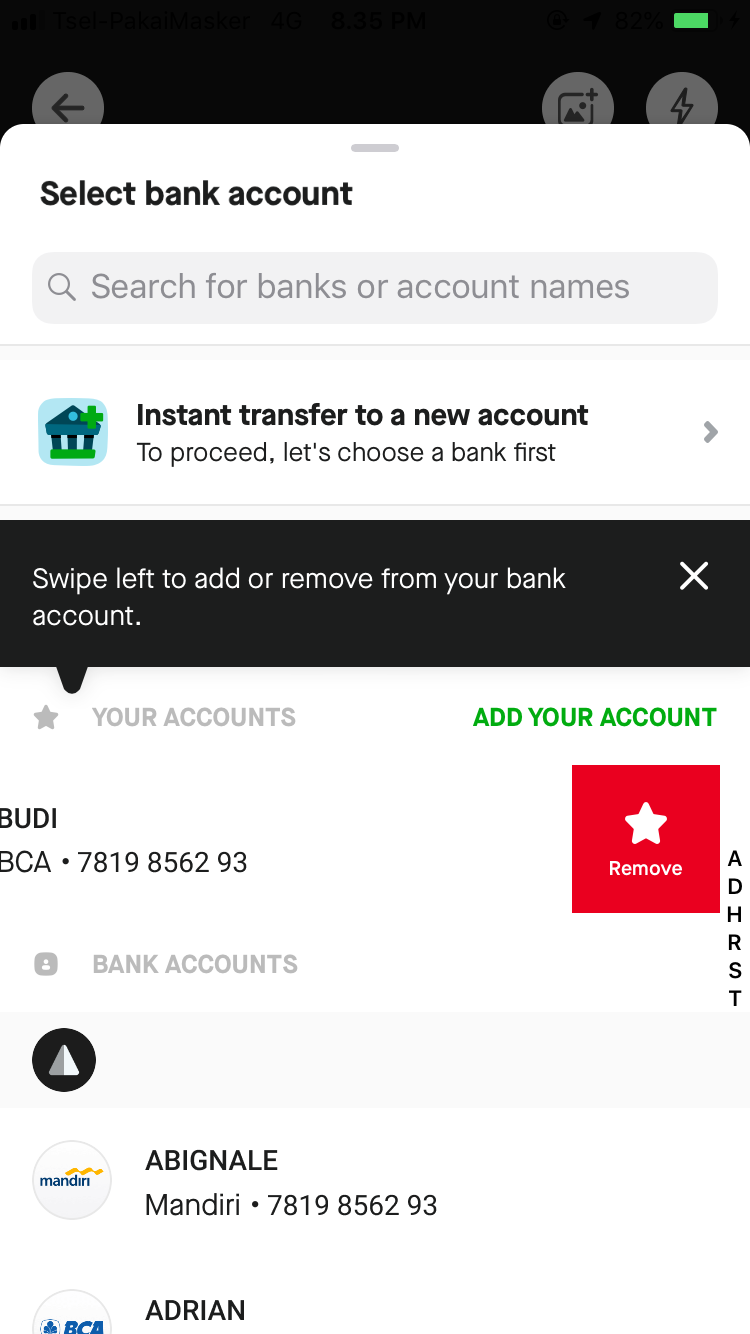 Tsel-PakaiMasker 4G 8.35 PM 82%
Select bank account
Search for banks or account names
Instant transfer to a new account
To proceed, let's choose a bank first
Swipe left to add or remove from your bank
account.
YOUR ACCOUNTS
ADD YOUR ACCOUNT
BUDI
BCA • 7819 8562 93
Remove
A
D
H
R
S
T
BANK ACCOUNTS
mandiri
ABIGNALE
Mandiri • 7819 8562 93
BCA
ADRIAN